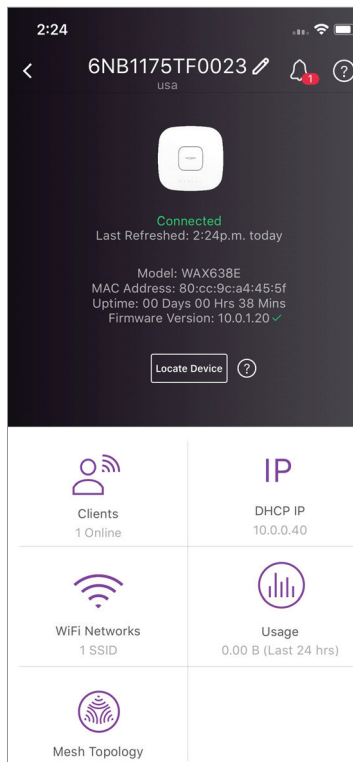 2:24
6NB1175TF0023
1
?
usa
Connected
Last Refreshed: 2:24p.m. today
Model: WAX638E
MAC Address: 80:cc:9c:a4:45:5f
Uptime: 00 Days 00 Hrs 38 Mins
Firmware Version: 10.0.1.20
Locate Device
?
IP
Clients
1 Online
DHCP IP
10.0.0.40
WiFi Networks
1 SSID
Usage
0.00 B (Last 24 hrs)
Mesh Topology